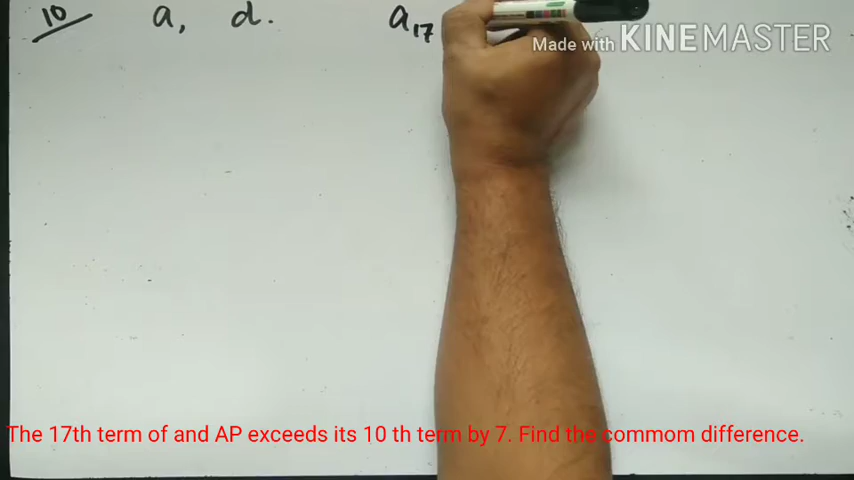 10 a, d. a17
Made with KINEMASTER
The 17th term of and AP exceeds its 10 th term by 7. Find the commom difference.